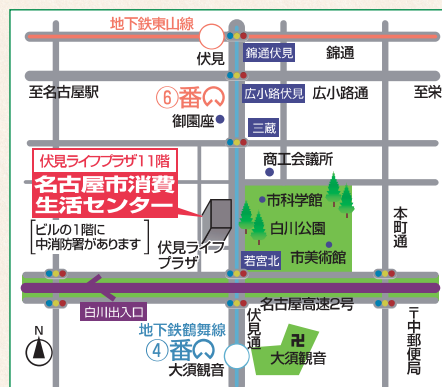 地下鉄東山線
伏見
錦通伏見
錦通
至名古屋駅
⑥番の
広小路伏見
広小路通
至栄
御園座
三蔵
商工会議所
伏見ライフプラザ11階
名古屋市消費
生活センター
ビルの1階に
中消防署があります
伏見ライフ
プラザ
市科学館
白川公園
市美術館
本町通
若宮北
白川出入口
名古屋高速2号
伏見通
地下鉄鶴舞線
④番の
大須観音
卍
大須観音
〒中郵便局
N